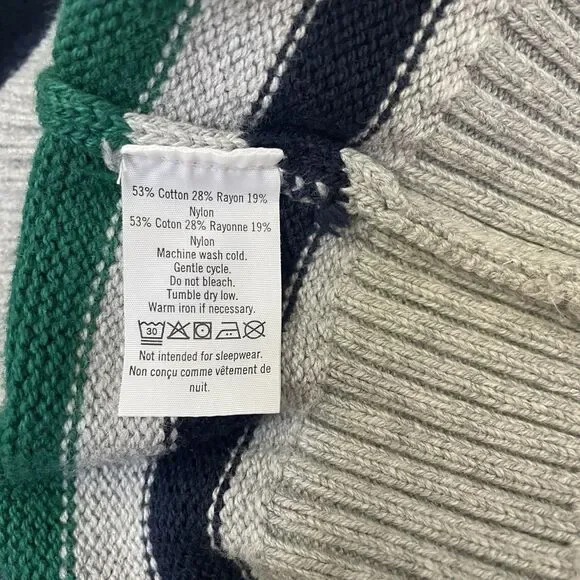 53% Cotton 28% Rayon 19%
Nylon
53% Coton 28% Rayonne 19%
Nylon
Machine wash cold.
Gentle cycle.
Do not bleach.
Tumble dry low.
Warm iron if necessary.
30
Not intended for sleepwear.
Non conçu comme vêtement de
nuit.